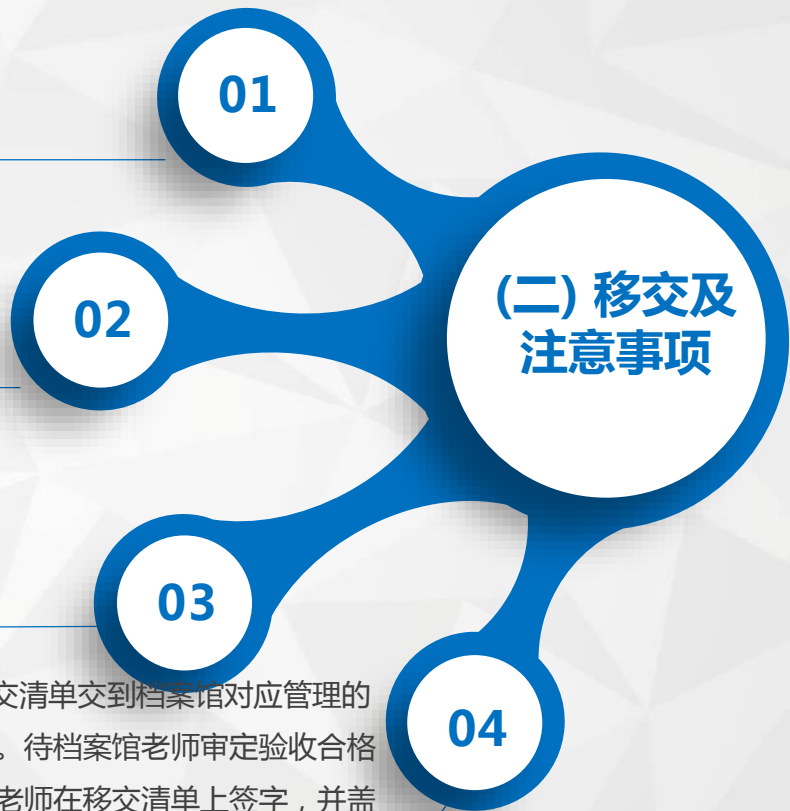 01
(二) 移交及
注意事项
02
03
交清单交到档案馆对应管理的
。待档案馆老师审定验收合格
老师在移交清单上签字，并盖
04